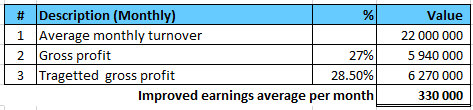 # Description (Monthly) % Value
1 Average monthly turnover 22 000 000
2 Gross profit 27% 5 940 000
3 Tragetted gross profit 28.50% 6 270 000
Improved earnings average per month 330 000